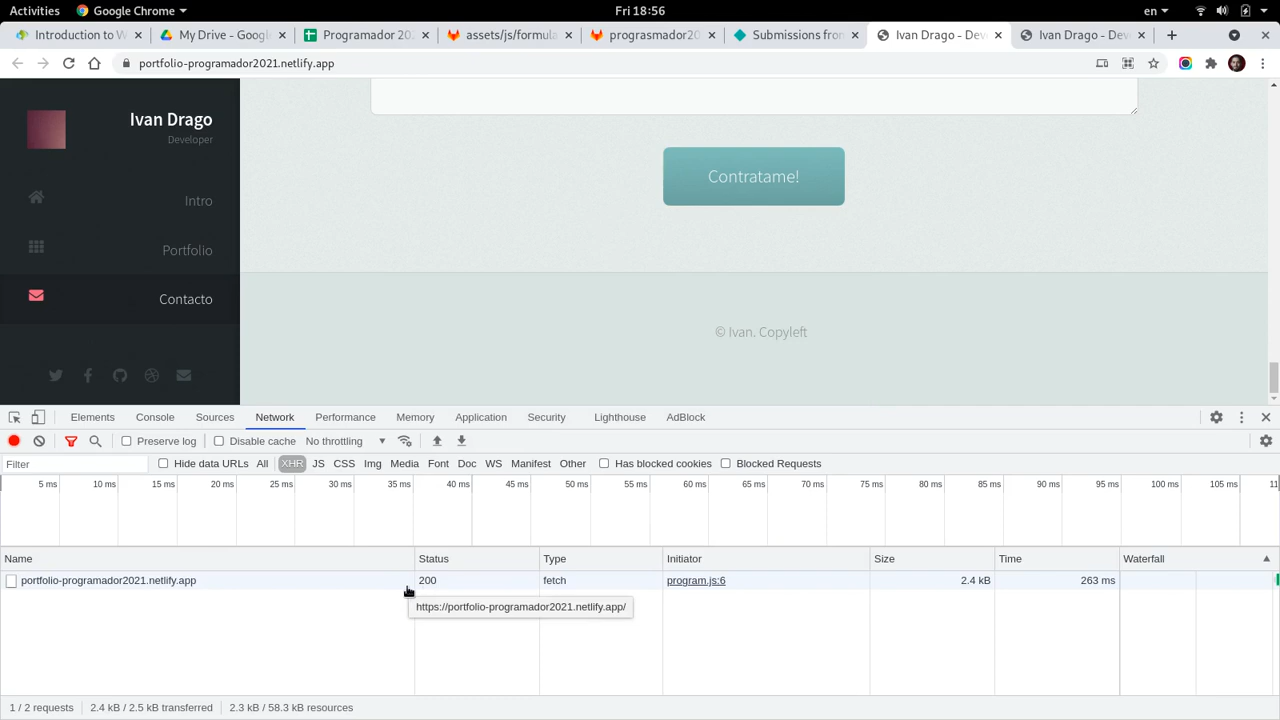 Activities
Google Chrome
Fri 18:56
en
Introduction to W
My Drive - Google
Programador 20
assets/js/formula
prograsmador20
Submissions from
Ivan Drago - Deve
Ivan Drago - Deve
portfolio-programador2021.netlify.app
Ivan Drago
Developer
Intro
Portfolio
Contacto
Contratame!
© Ivan. Copyleft
Elements Console Sources Network Performance Memory Application Security Lighthouse AdBlock
Preserve log Disable cache No throttling
Filter Hide data URLs All XHR JS CSS Img Media Font Doc WS Manifest Other Has blocked cookies Blocked Requests
5 ms 10 ms 15 ms 20 ms 25 ms 30 ms 35 ms 40 ms 45 ms 50 ms 55 ms 60 ms 65 ms 70 ms 75 ms 80 ms 85 ms 90 ms 95 ms 100 ms 105 ms 11
Name Status Type Initiator Size Time Waterfall
portfolio-programador2021.netlify.app 200 fetch program.js:6 2.4 kB 263 ms
https://portfolio-programador2021.netlify.app/
1 / 2 requests 2.4 kB / 2.5 kB transferred 2.3 kB / 58.3 kB resources